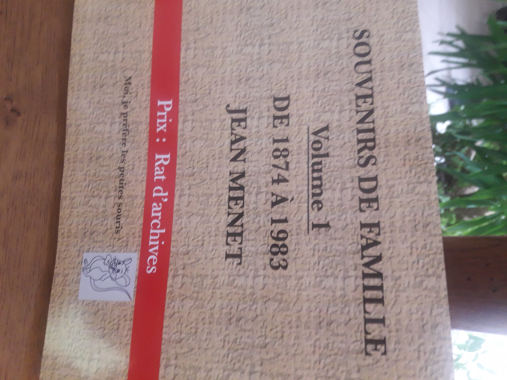 SOUVENIRS DE FAMILLE
Volume 1
DE 1874 À 1983
JEAN MENET
Prix : Rat d'archives
Moi, je préfère les petites souris